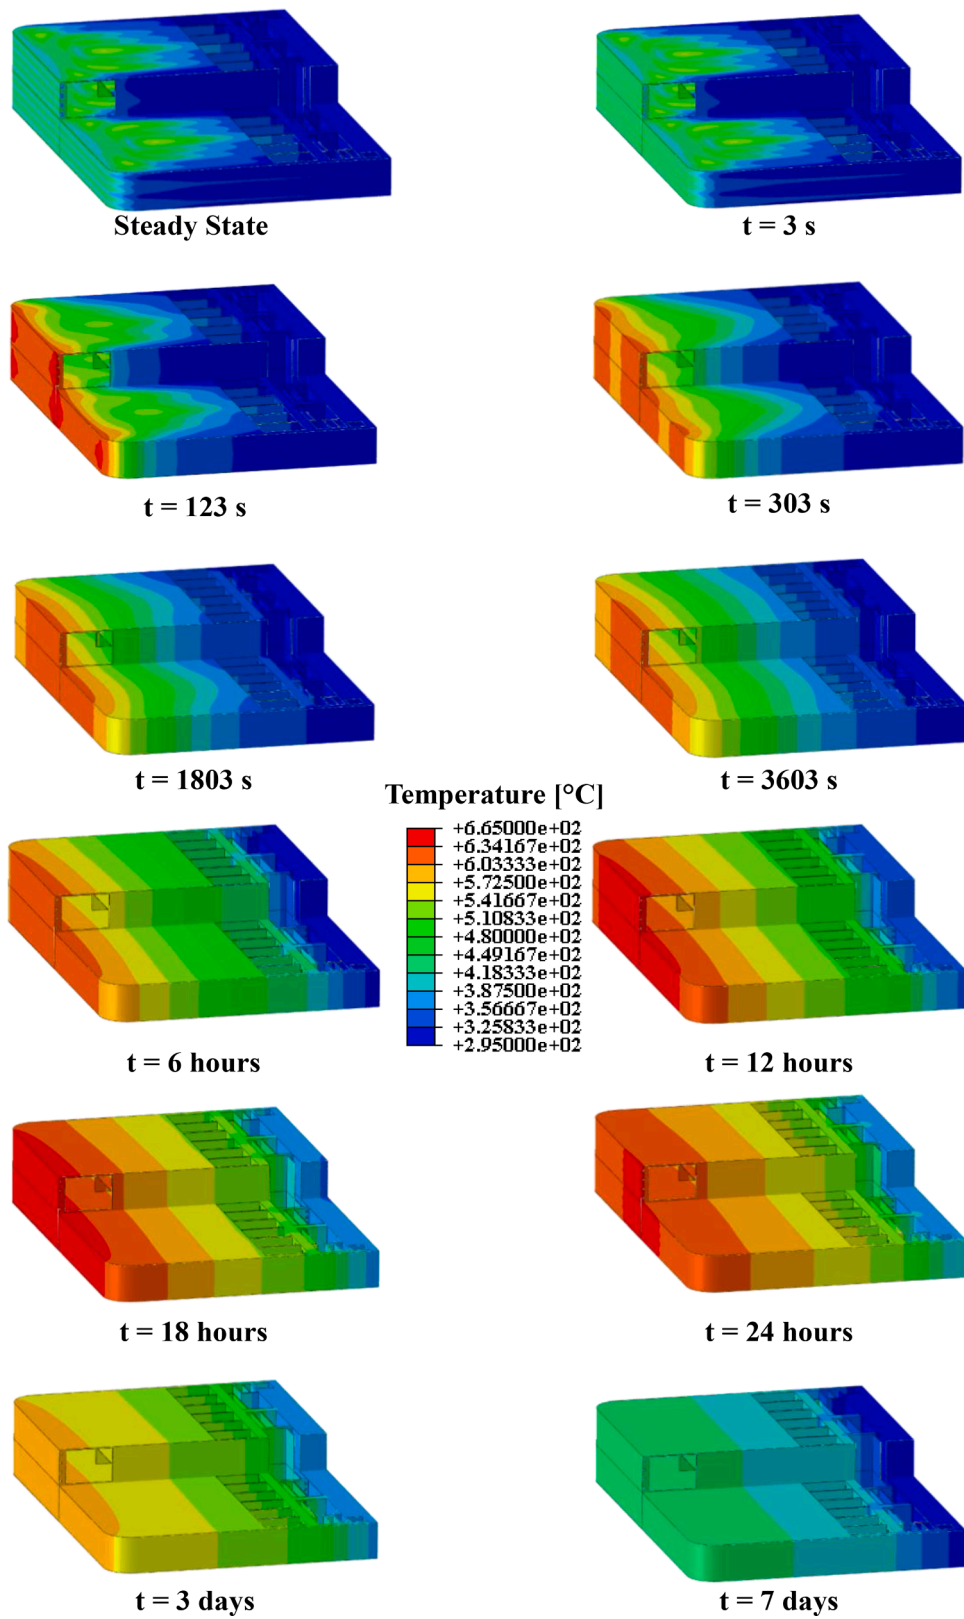 Steady State
t = 3 s
t = 123 s
t = 303 s
t = 1803 s
t = 3603 s
Temperature [°C]
+6.65000e+02
+6.34167e+02
+6.03333e+02
+5.72500e+02
+5.41667e+02
+5.10833e+02
+4.80000e+02
+4.49167e+02
+4.18333e+02
+3.87500e+02
+3.56667e+02
+3.25833e+02
+2.95000e+02
t = 6 hours
t = 12 hours
t = 18 hours
t = 24 hours
t = 3 days
t = 7 days